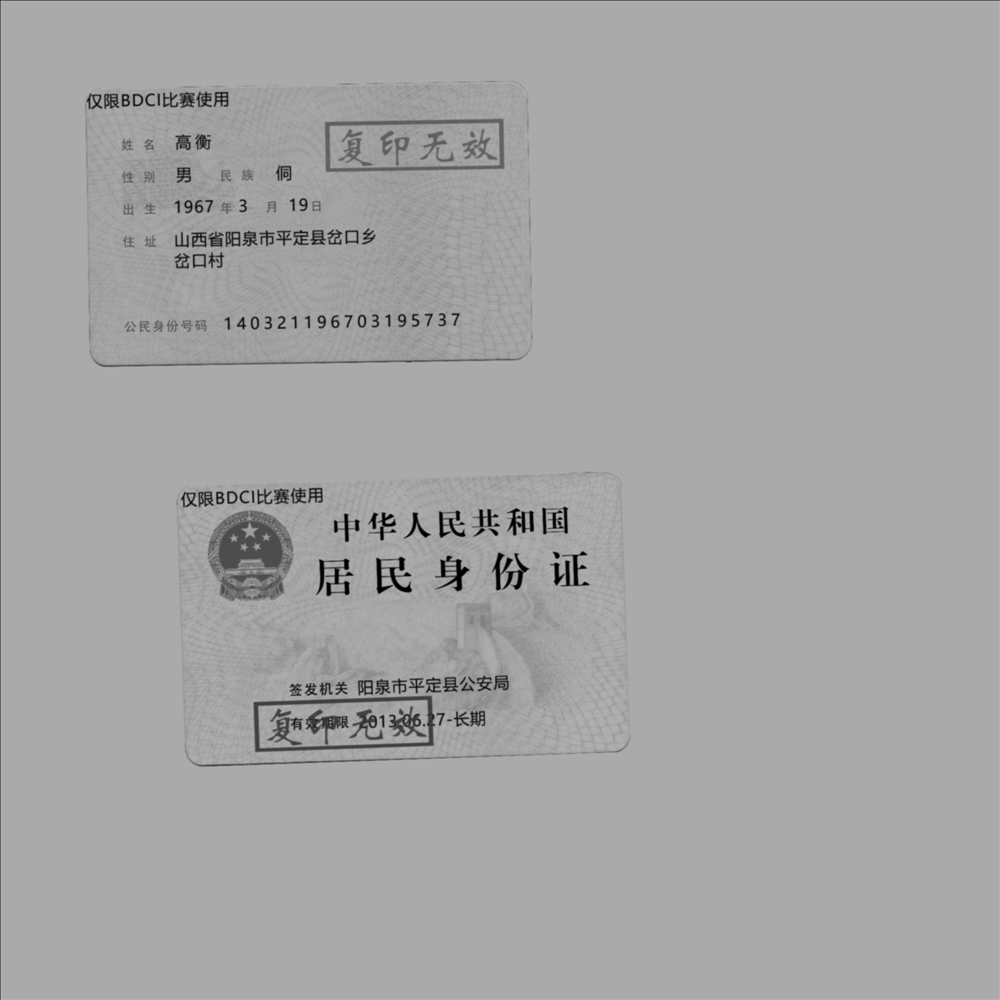 仅限BDCI比赛使用
复印无效
姓名 高衡
性别 男 民族 侗
出生 1967 年 3 月 19 日
住址 山西省阳泉市平定县岔口乡
岔口村
公民身份号码 140321196703195737
仅限BDCI比赛使用
中华人民共和国
居民身份证
签发机关 阳泉市平定县公安局
有效期限 2013.06.27-长期
复印无效